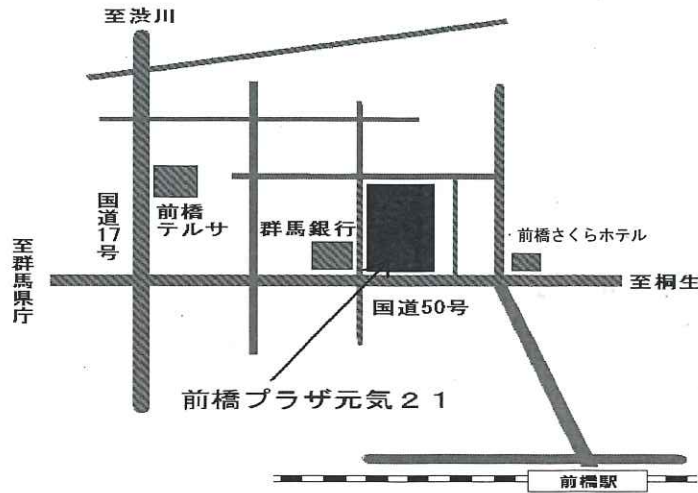 至渋川
国道17号
前橋
テルサ
群馬銀行
・前橋さくらホテル
至群馬県庁
至桐生
国道50号
前橋プラザ元気２１
前橋駅